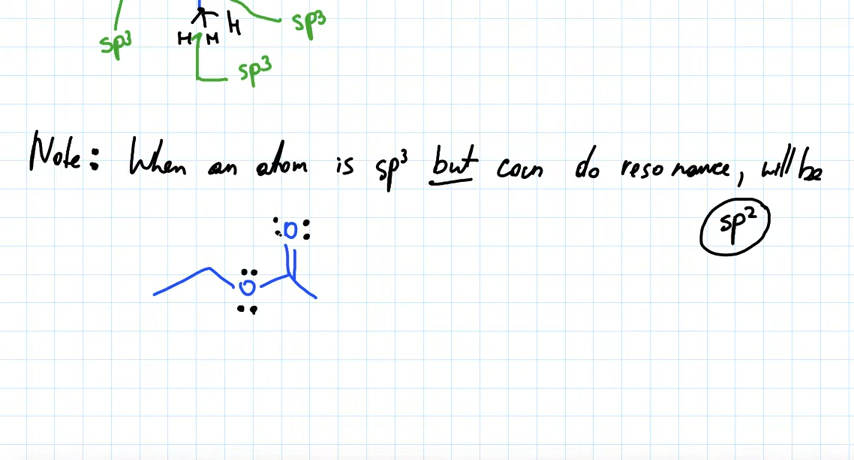 sp³ H H H sp³
sp³
Note: When an atom is sp³ but can do resonance, will be
sp²
:O:
O